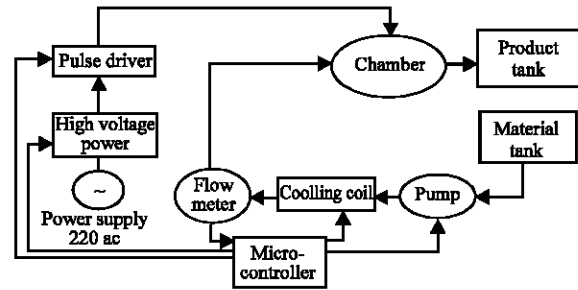 Pulse driver
Chamber
Product
tank
High voltage
power
Material
tank
~
Flow
meter
Coolling coil
Pump
Power supply
220 ac
Micro-
controller